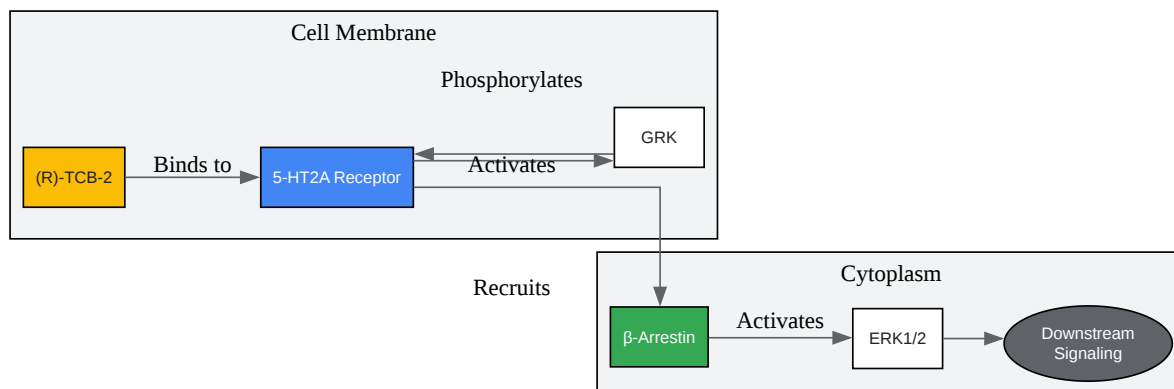 Cell Membrane
Phosphorylates
GRK
(R)-TCB-2
Binds to
5-HT2A Receptor
Activates
Recruits
Cytoplasm
β-Arrestin
Activates
ERK1/2
Downstream
Signaling